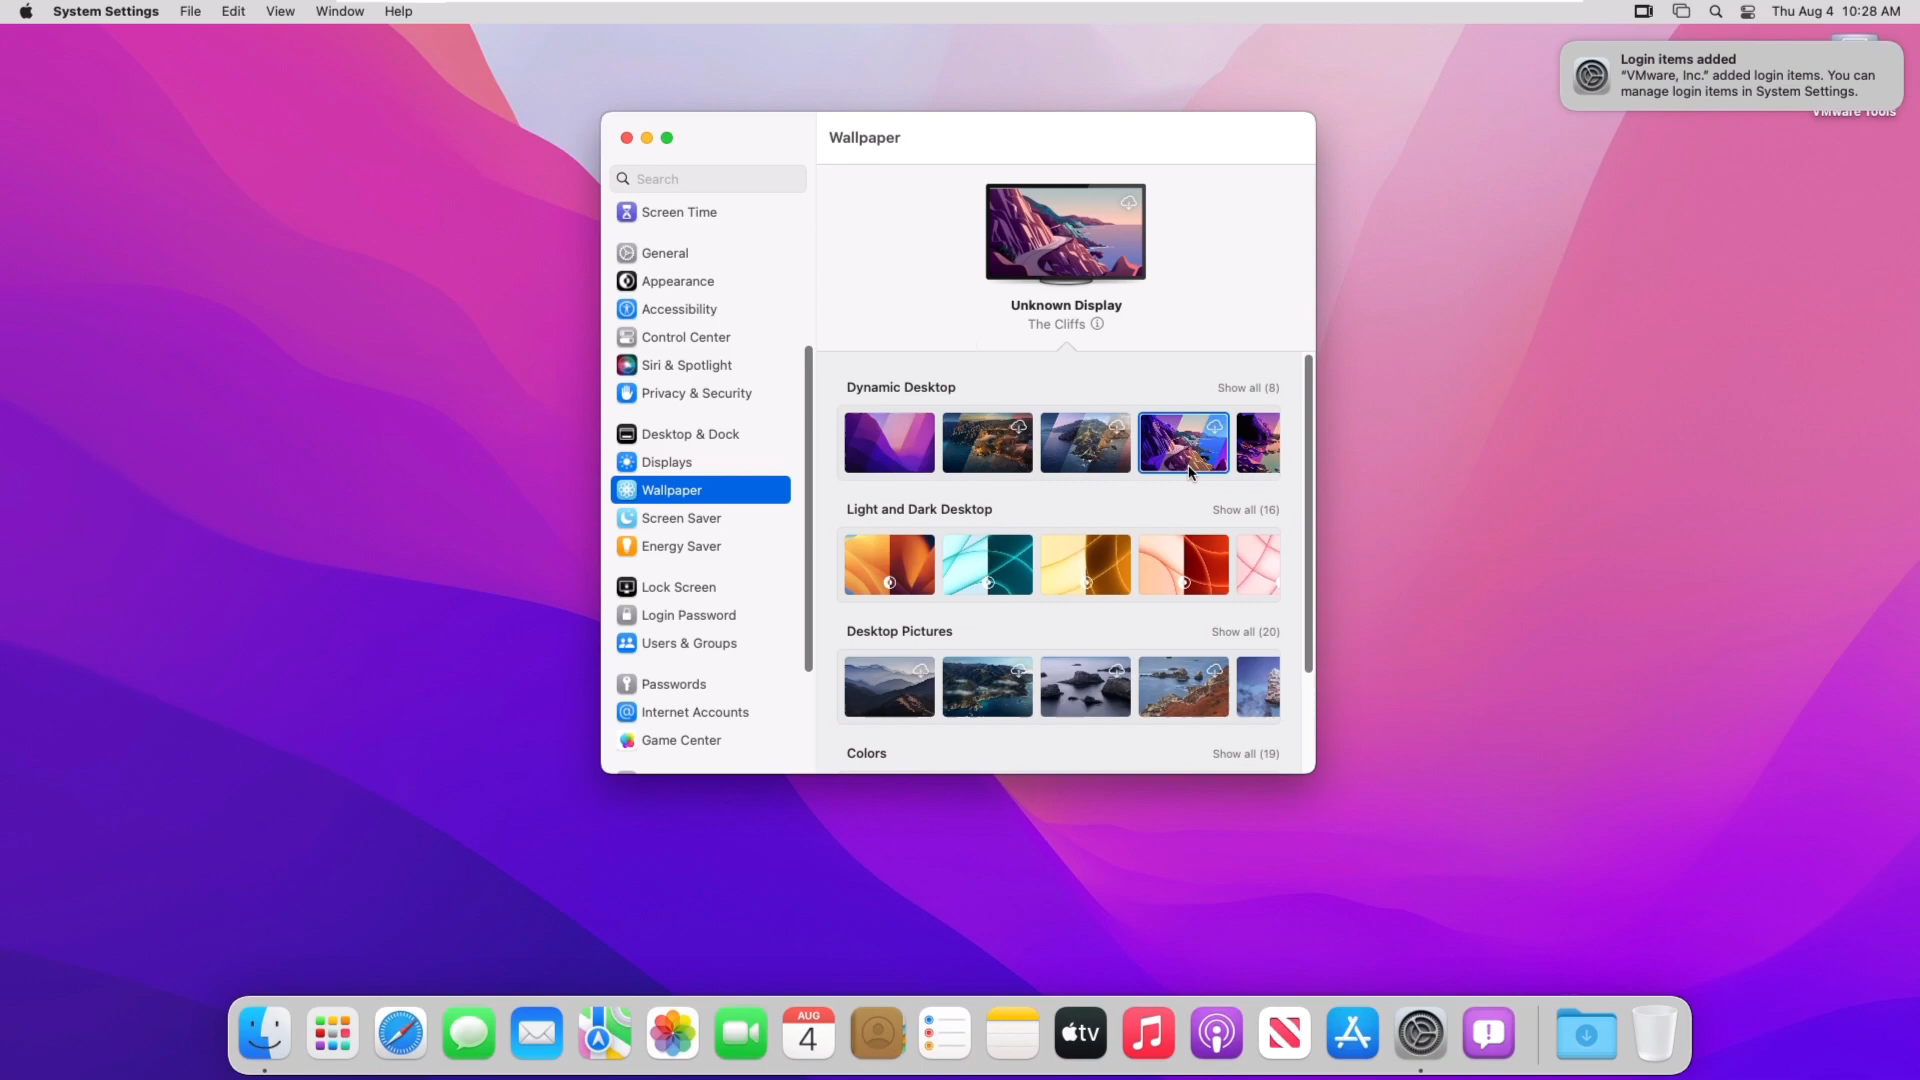 System Settings File Edit View Window Help
Thu Aug 4 10:28 AM
Login items added
“VMware, Inc.” added login items. You can
manage login items in System Settings.
VMware Tools
Wallpaper
Search
Screen Time
General
Appearance
Accessibility
Control Center
Siri & Spotlight
Privacy & Security
Desktop & Dock
Displays
Wallpaper
Screen Saver
Energy Saver
Lock Screen
Login Password
Users & Groups
Passwords
Internet Accounts
Game Center
Unknown Display
The Cliffs
Dynamic Desktop Show all (8)
Light and Dark Desktop Show all (16)
Desktop Pictures Show all (20)
Colors Show all (19)
AUG
4
tv